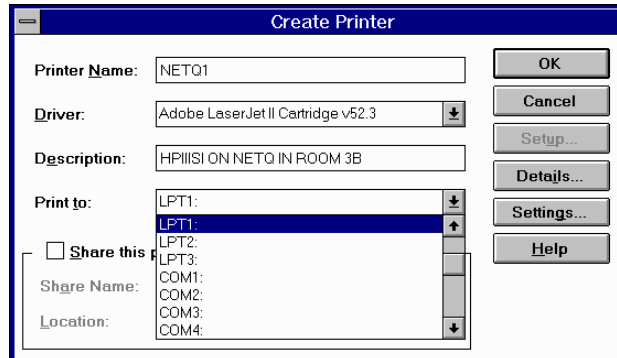 Create Printer
Printer Name: NETQ1
OK
Driver: Adobe LaserJet II Cartridge v52.3
Cancel
Setup...
Description: HPIIISI ON NETQ IN ROOM 3B
Details...
Print to: LPT1:
Settings...
LPT1:
LPT2:
LPT3:
COM1:
COM2:
COM3:
COM4:
Help
Share this
Share Name:
Location: